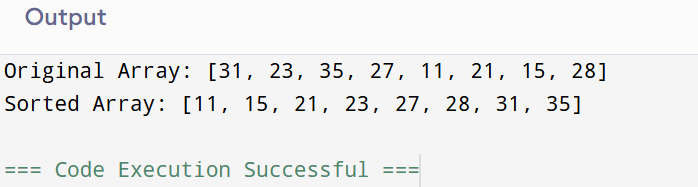 Output
Original Array: [31, 23, 35, 27, 11, 21, 15, 28]
Sorted Array: [11, 15, 21, 23, 27, 28, 31, 35]
=== Code Execution Successful ===